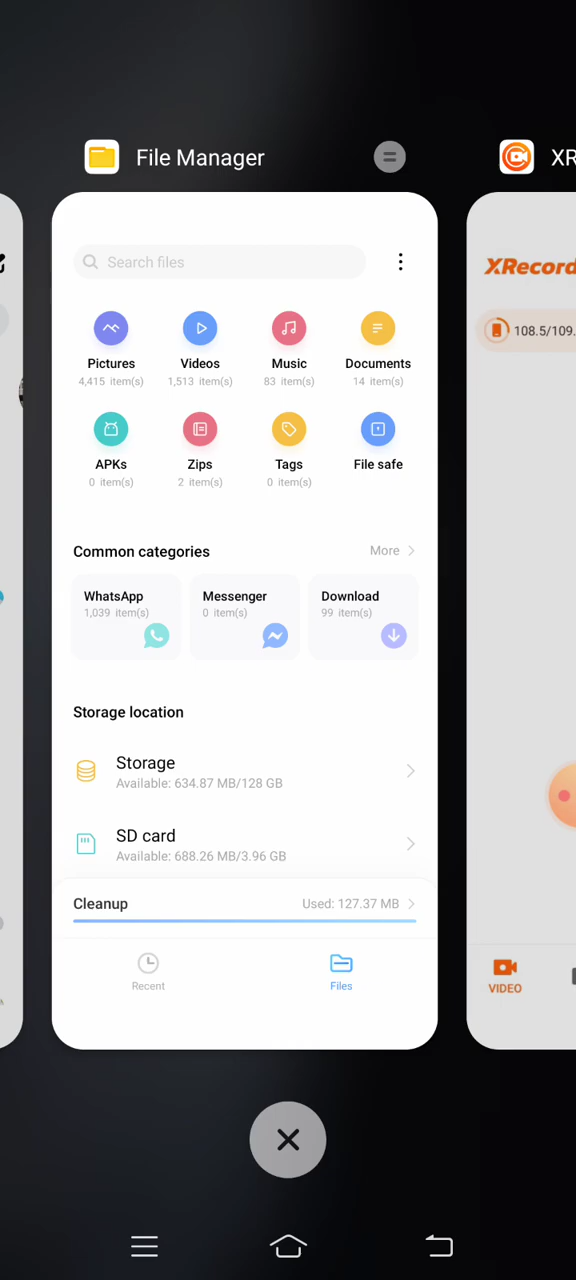 File Manager
XR
Search files
XRecord
108.5/109.
Pictures
Videos
Music
Documents
4,415 item(s)
1,513 item(s)
83 item(s)
14 item(s)
APKs
Zips
Tags
File safe
0 item(s)
2 item(s)
0 item(s)
Common categories
More
WhatsApp
Messenger
Download
1,039 item(s)
0 item(s)
99 item(s)
Storage location
Storage
Available: 634.87 MB/128 GB
SD card
Available: 688.26 MB/3.96 GB
Cleanup
Used: 127.37 MB
VIDEO
Recent
Files